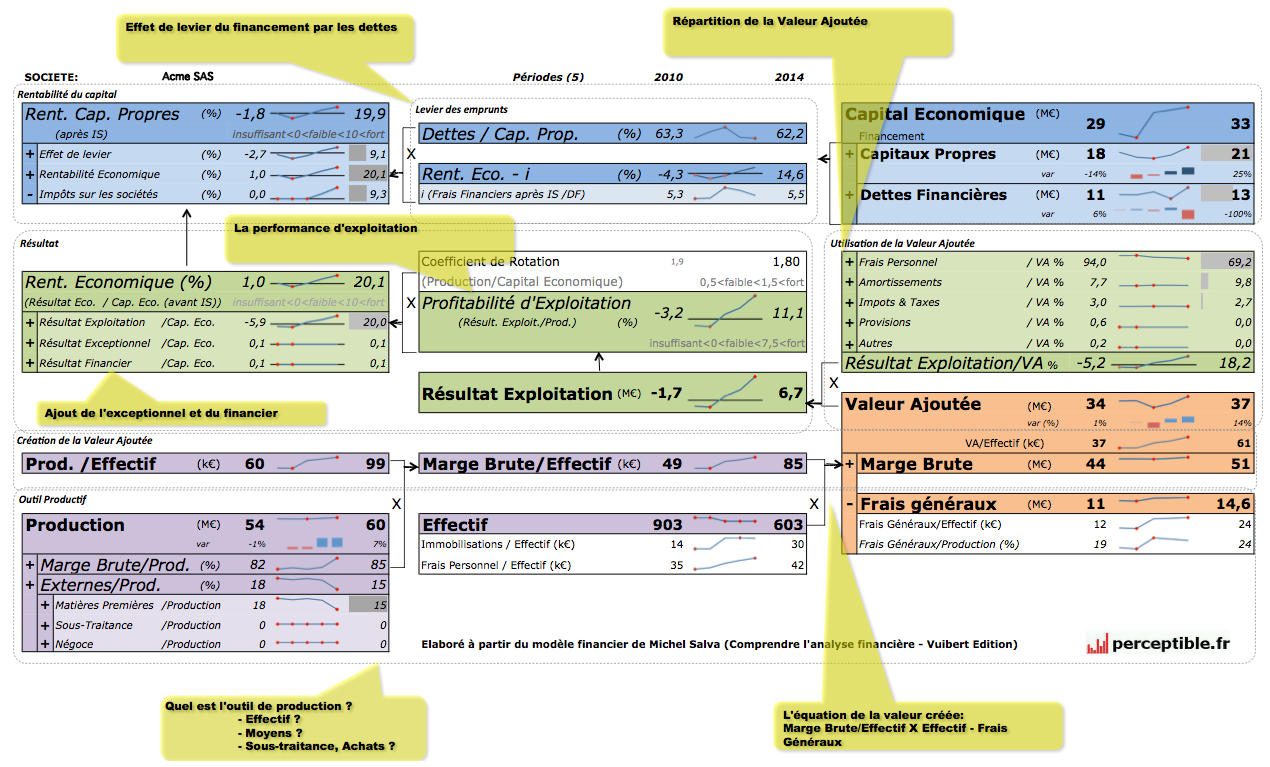 Effet de levier du financement par les dettes
Répartition de la Valeur Ajoutée
SOCIETE: Acme SAS Périodes (5) 2010 2014
Rentabilité du capital
Rent. Cap. Propres (%) -1,8 19,9
(après IS) insuffisant<0<faible<10<fort
+ Effet de levier (%) -2,7 9,1
+ Rentabilité Economique (%) 1,0 20,1
- Impôts sur les sociétés (%) 0,0 9,3
Levier des emprunts
Dettes / Cap. Prop. (%) 63,3 62,2
X
Rent. Eco. - i (%) -4,3 14,6
i (Frais Financiers après IS /DF) 5,3 5,5
Capital Economique (M€) 29 33
Financement
+ Capitaux Propres (M€) 18 21
var -14% 25%
+ Dettes Financières (M€) 11 13
var 6% -100%
La performance d'exploitation
Résultat
Rent. Economique (%) 1,0 20,1
(Résultat Eco. / Cap. Eco. (avant IS)) insuffisant<0<faible<10<fort
+ Résultat Exploitation /Cap. Eco. -5,9 20,0
+ Résultat Exceptionnel /Cap. Eco. 0,1 0,1
+ Résultat Financier /Cap. Eco. 0,1 0,1
Coefficient de Rotation 1,9 1,80
(Production/Capital Economique) 0,5<faible<1,5<fort
X
Profitabilité d'Exploitation -3,2 11,1
(Résult. Exploit./Prod.) (%)
insuffisant<0<faible<7,5<fort
Résultat Exploitation (M€) -1,7 6,7
Utilisation de la Valeur Ajoutée
+ Frais Personnel / VA % 94,0 69,2
+ Amortissements / VA % 7,7 9,8
+ Impots & Taxes / VA % 3,0 2,7
+ Provisions / VA % 0,6 0,0
+ Autres / VA % 0,2 0,0
Résultat Exploitation/VA % -5,2 18,2
X
Valeur Ajoutée (M€) 34 37
var (%) 1% 14%
VA/Effectif (k€) 37 61
+ Marge Brute (M€) 44 51
- Frais généraux (M€) 11 14,6
Frais Généraux/Effectif (k€) 12 24
Frais Généraux/Production (%) 19 24
Ajout de l'exceptionnel et du financier
Création de la Valeur Ajoutée
Prod. /Effectif (k€) 60 99
Marge Brute/Effectif (k€) 49 85
Outil Productif
X
X
Production (M€) 54 60
var -1% 7%
+ Marge Brute/Prod. (%) 82 85
+ Externes/Prod. (%) 18 15
+ Matières Premières /Production 18 15
+ Sous-Traitance /Production 0 0
+ Négoce /Production 0 0
Effectif 903 603
Immobilisations / Effectif (k€) 14 30
Frais Personnel / Effectif (k€) 35 42
Elaboré à partir du modèle financier de Michel Salva (Comprendre l'analyse financière - Vuibert Edition)
perceptible.fr
Quel est l'outil de production ?
- Effectif ?
- Moyens ?
- Sous-traitance, Achats ?
L'équation de la valeur créée:
Marge Brute/Effectif X Effectif - Frais
Généraux